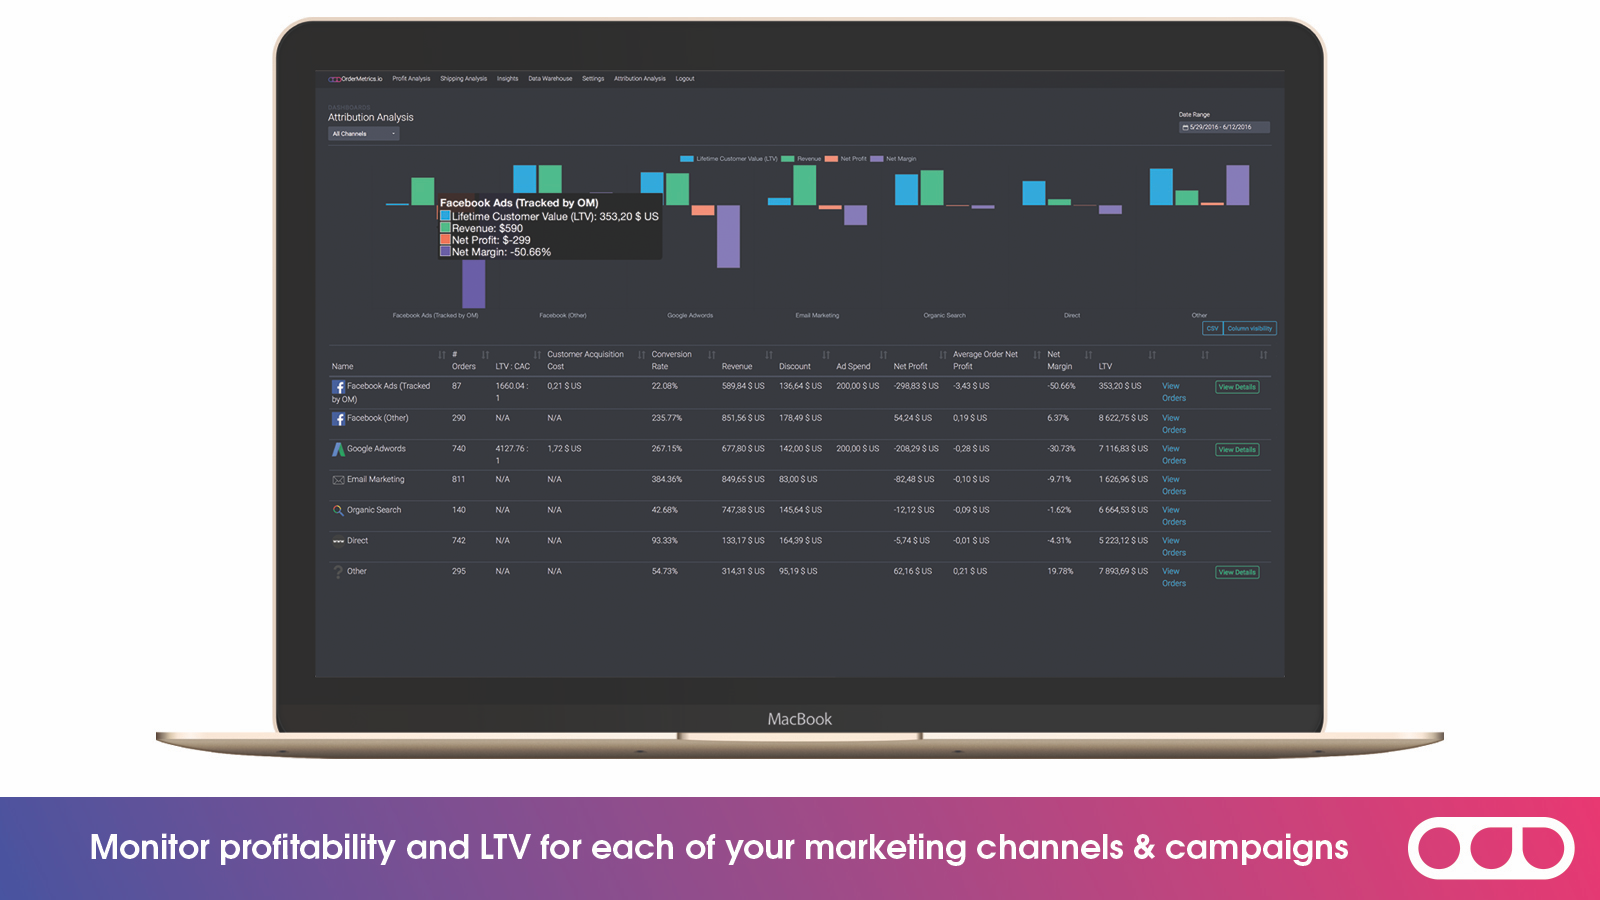 OrderMetrics.io Profit Analysis Shipping Analysis Insights Data Warehouse Settings Attribution Analysis Logout
DASHBOARDS
Attribution Analysis
All Channels
Date Range
5/29/2016 - 6/12/2016
Lifetime Customer Value (LTV) Revenue Net Profit Net Margin
Facebook Ads (Tracked by OM)
Lifetime Customer Value (LTV): 353,20 $ US
Revenue: $590
Net Profit: $-299
Net Margin: -50.66%
Facebook Ads (Tracked by OM) Facebook (Other) Google Adwords Email Marketing Organic Search Direct Other
CSV Column visibility
Name # Orders LTV : CAC Customer Acquisition Cost Conversion Rate Revenue Discount Ad Spend Net Profit Average Order Net Profit Net Margin LTV
Facebook Ads (Tracked by OM) 87 1660.04 : 1 0,21 $ US 22.08% 589,84 $ US 136,64 $ US 200,00 $ US -298,83 $ US -3,43 $ US -50.66% 353,20 $ US View Orders View Details
Facebook (Other) 290 N/A N/A 235.77% 851,56 $ US 178,49 $ US 54,24 $ US 0,19 $ US 6.37% 8 622,75 $ US View Orders
Google Adwords 740 4127.76 : 1 1,72 $ US 267.15% 677,80 $ US 142,00 $ US 200,00 $ US -208,29 $ US -0,28 $ US -30.73% 7 116,83 $ US View Orders View Details
Email Marketing 811 N/A N/A 384.36% 849,65 $ US 83,00 $ US -82,48 $ US -0,10 $ US -9.71% 1 626,96 $ US View Orders
Organic Search 140 N/A N/A 42.68% 747,38 $ US 145,64 $ US -12,12 $ US -0,09 $ US -1.62% 6 664,53 $ US View Orders
Direct 742 N/A N/A 93.33% 133,17 $ US 164,39 $ US -5,74 $ US -0,01 $ US -4.31% 5 223,12 $ US View Orders
Other 295 N/A N/A 54.73% 314,31 $ US 95,19 $ US 62,16 $ US 0,21 $ US 19.78% 7 893,69 $ US View Orders View Details
MacBook
Monitor profitability and LTV for each of your marketing channels & campaigns